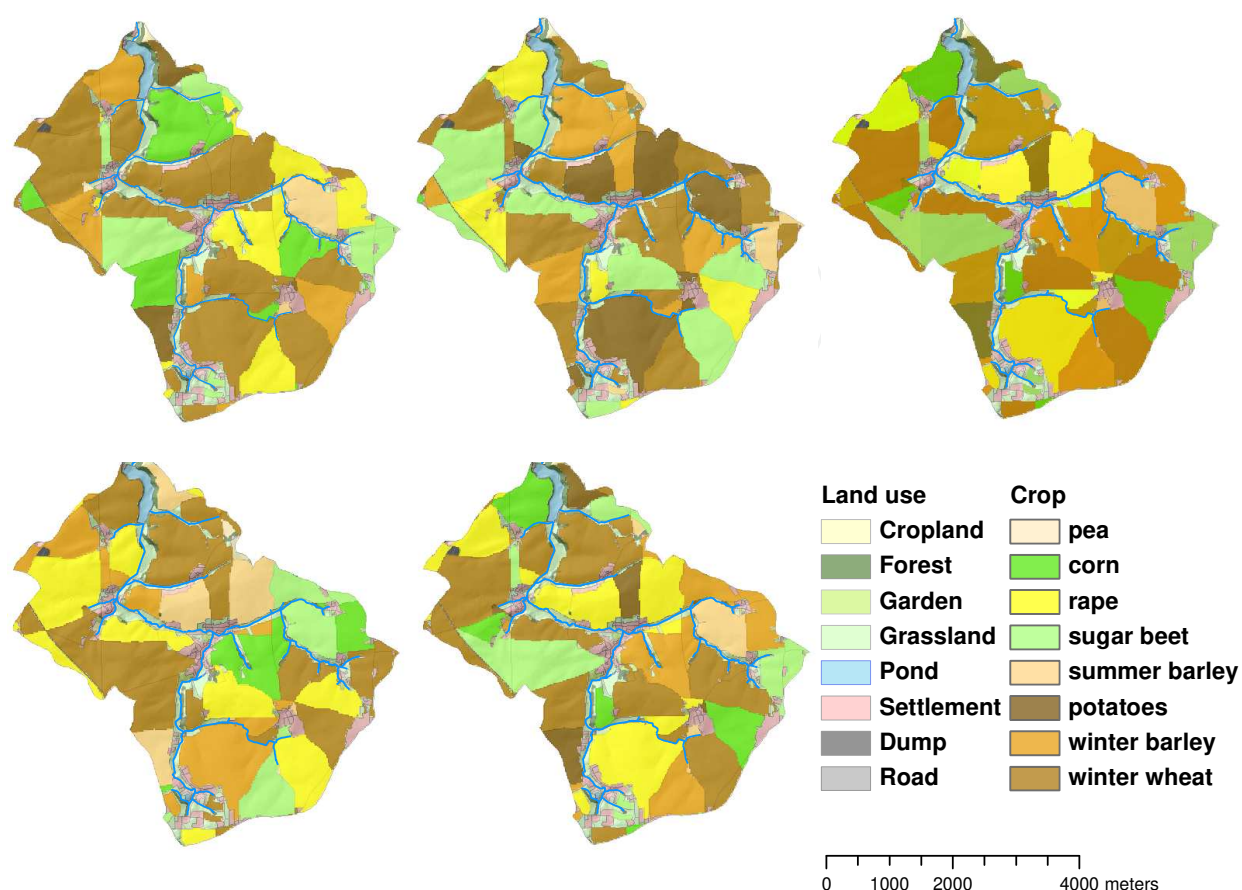 Land use Crop
Cropland pea
Forest corn
Garden rape
Grassland sugar beet
Pond summer barley
Settlement potatoes
Dump winter barley
Road winter wheat
0 1000 2000 4000 meters